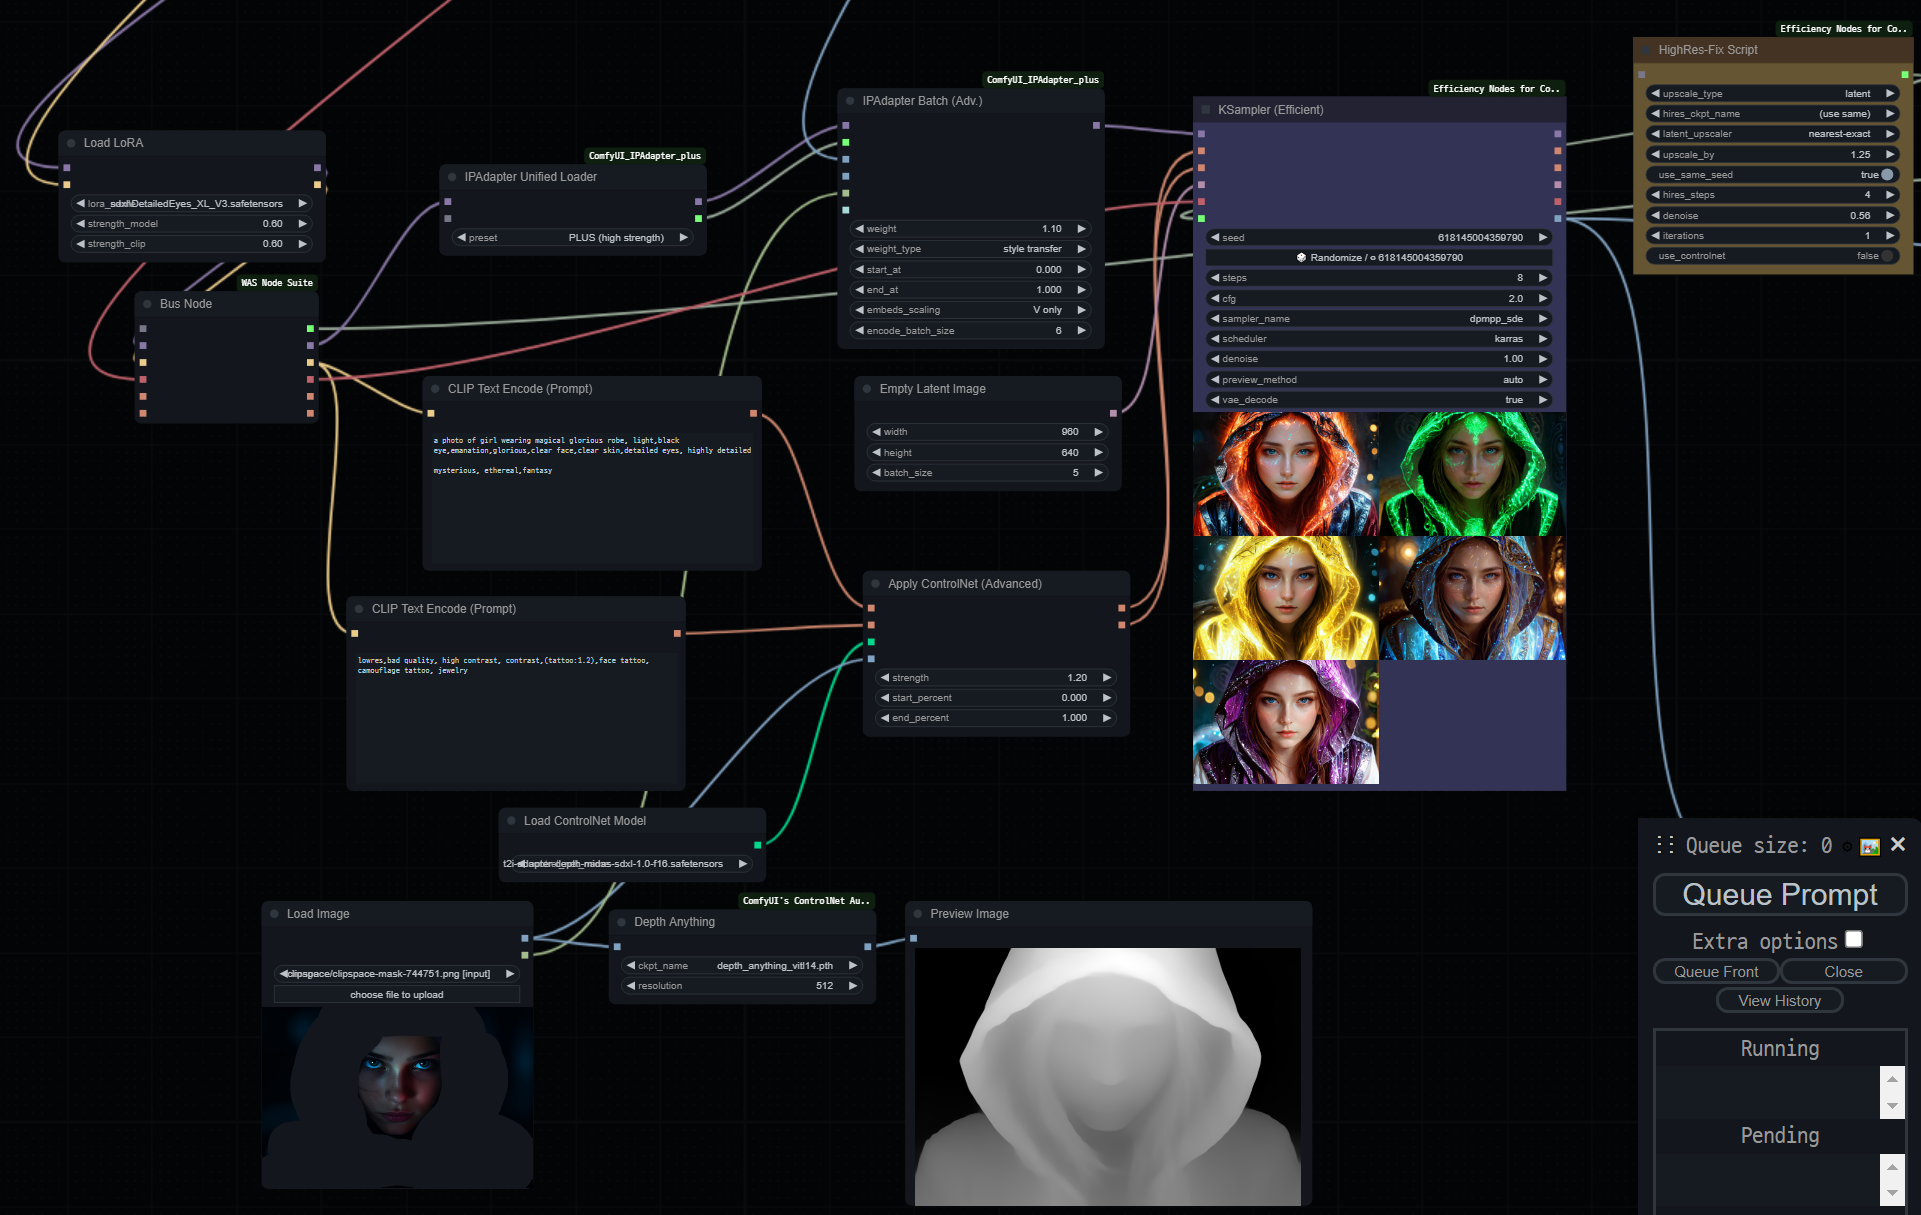 Efficiency Nodes for Co..
HighRes-Fix Script
upscale_type latent
hires_ckpt_name (use same)
latent_upscaler nearest-exact
upscale_by 1.25
use_same_seed true
hires_steps 4
denoise 0.56
iterations 1
use_controlnet false
ComfyUI_IPAdapter_plus
IPAdapter Batch (Adv.)
weight 1.10
weight_type style transfer
start_at 0.000
end_at 1.000
embeds_scaling V only
encode_batch_size 6
Efficiency Nodes for Co..
KSampler (Efficient)
seed 618145004359790
Randomize / 618145004359790
steps 8
cfg 2.0
sampler_name dpmpp_sde
scheduler karras
denoise 1.00
preview_method auto
vae_decode true
Load LoRA
sdxl\DetailedEyes_XL_V3.safetensors
strength_model 0.60
strength_clip 0.60
ComfyUI_IPAdapter_plus
IPAdapter Unified Loader
preset PLUS (high strength)
WAS Node Suite
Bus Node
CLIP Text Encode (Prompt)
a photo of girl wearing magical glorious robe, light,black
eye,emanation,glorious,clear face,clear skin,detailed eyes, highly detailed
mysterious, ethereal,fantasy
Empty Latent Image
width 960
height 640
batch_size 5
CLIP Text Encode (Prompt)
lowres,bad quality, high contrast, contrast,(tattoo:1.2),face tattoo,
camouflage tattoo, jewelry
Apply ControlNet (Advanced)
strength 1.20
start_percent 0.000
end_percent 1.000
Load ControlNet Model
t2i-adapter-depth-midas-sdxl-1.0-f16.safetensors
Load Image
clipspace/clipspace-mask-744751.png [input]
choose file to upload
ComfyUI's ControlNet Au..
Depth Anything
ckpt_name depth_anything_vitl14.pth
resolution 512
Preview Image
Queue size: 0
Queue Prompt
Extra options
Queue Front Close
View History
Running
Pending